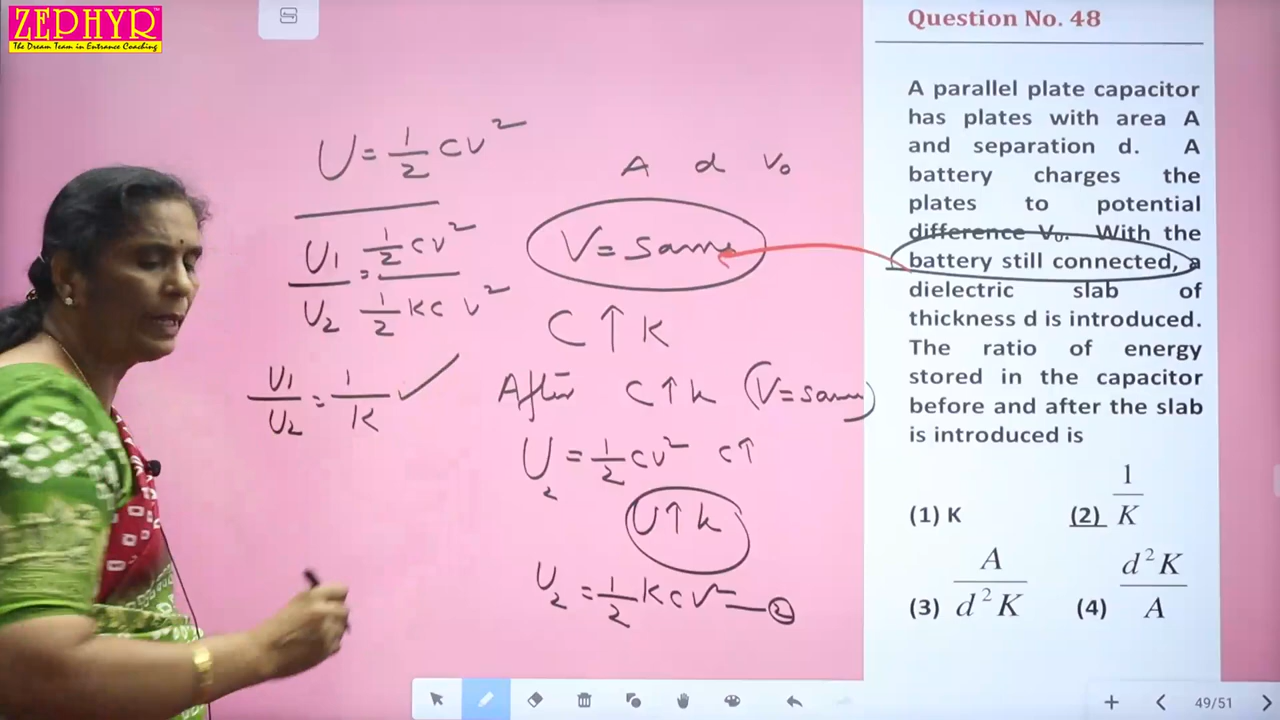 ZEPHYR™
The Dream Team in Entrance Coaching
U = 1/2 CV²
U₁/U₂ = 1/2 CV² / 1/2 KC V²
U₁/U₂ = 1/K ✓
A d V₀
V = same
C ↑ K
After C ↑ K (V = same)
U₂ = 1/2 CV² C↑
U ↑ K
U₂ = 1/2 KCV² — ②
Question No. 48
A parallel plate capacitor
has plates with area A
and separation d. A
battery charges the
plates to potential
difference V₀. With the
battery still connected, a
dielectric slab of
thickness d is introduced.
The ratio of energy
stored in the capacitor
before and after the slab
is introduced is
(1) K (2) 1/K
(3) A/d²K (4) d²K/A
49/51